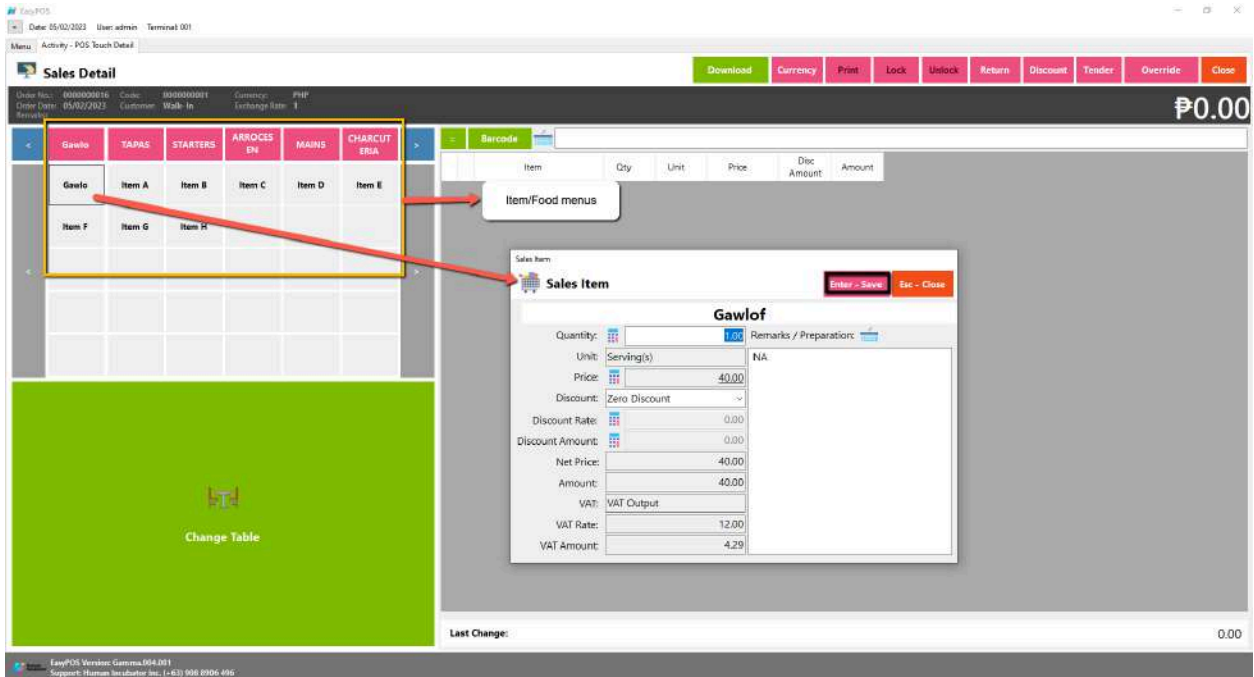 EasyPOS
Date: 05/02/2023 User: admin Terminal: 001
Menu Activity - POS Touch Detail
Sales Detail
Download Currency Print Lock Unlock Return Discount Tender Override Close
Order No.: 0000000016 Code: 0000000001 Currency: PHP
Order Date: 05/02/2023 Customer: Walk-In Exchange Rate: 1
Remarks:
₱0.00
< Gawlo TAPAS STARTERS ARROCES EN MAINS CHARCUT ERIA >
Barcode
Item Qty Unit Price Disc Amount Amount
Gawlo Item A Item B Item C Item D Item E
Item/Food menus
Item F Item G Item H
< >
Sales Item
Sales Item
Enter - Save Esc - Close
Gawlof
Quantity: 1.00 Remarks / Preparation:
Unit: Serving(s) NA
Price: 40.00
Discount: Zero Discount
Discount Rate: 0.00
Discount Amount: 0.00
Net Price: 40.00
Amount: 40.00
VAT: VAT Output
VAT Rate: 12.00
VAT Amount: 4.29
Change Table
Last Change: 0.00
EasyPOS Version: Gamma.004.001
Support: Human Incubator Inc. (+63) 908 8906 496